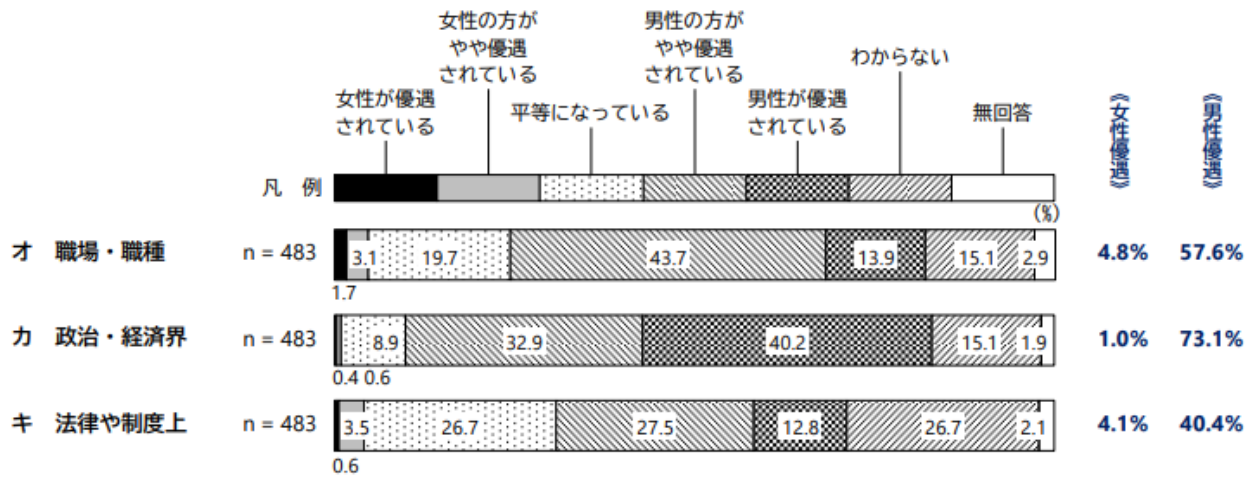 女性の方が
やや優遇
されている
男性の方が
やや優遇
されている
わからない
女性が優遇
されている
平等になっている
男性が優遇
されている
無回答
《女性優遇》
《男性優遇》
凡　例
(%)
オ　職場・職種　n = 483　3.1　19.7　43.7　13.9　15.1　2.9　4.8%　57.6%
1.7
カ　政治・経済界　n = 483　8.9　32.9　40.2　15.1　1.9　1.0%　73.1%
0.4 0.6
キ　法律や制度上　n = 483　3.5　26.7　27.5　12.8　26.7　2.1　4.1%　40.4%
0.6